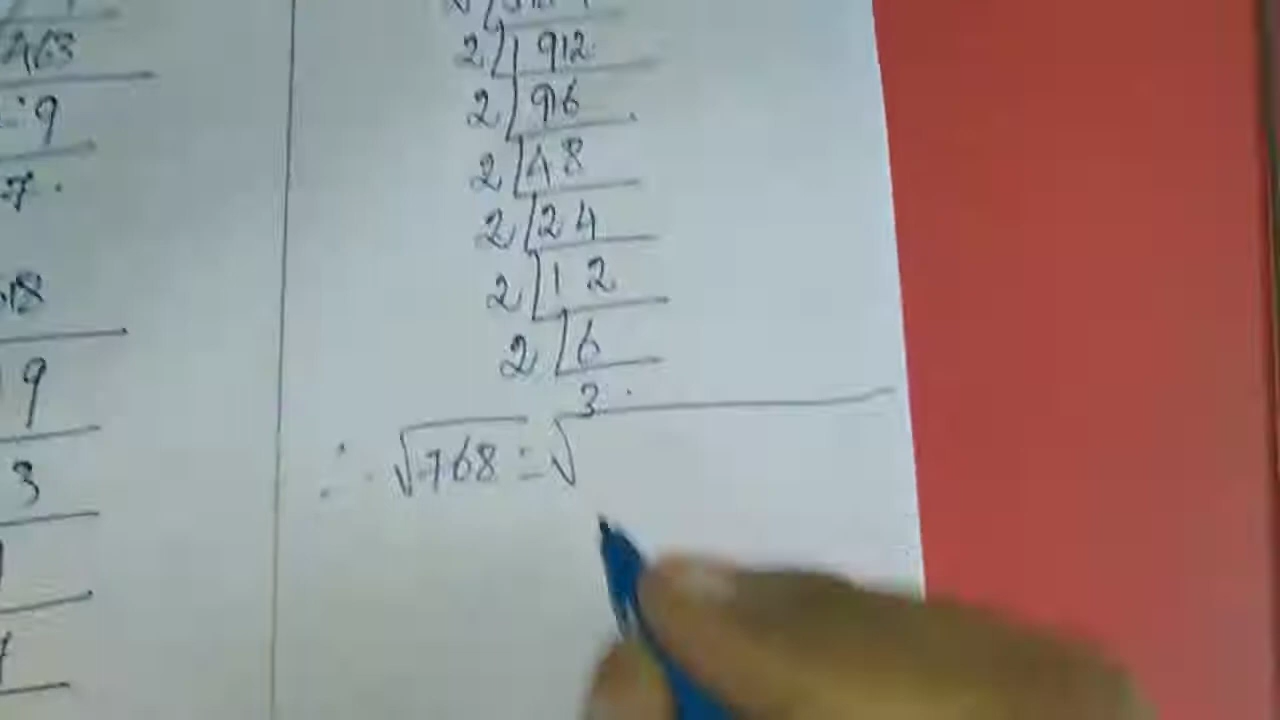 463
9
7.
18
9
3
2 | 192
2 | 96
2 | 48
2 | 24
2 | 12
2 | 6
3.
∴ √768 = √